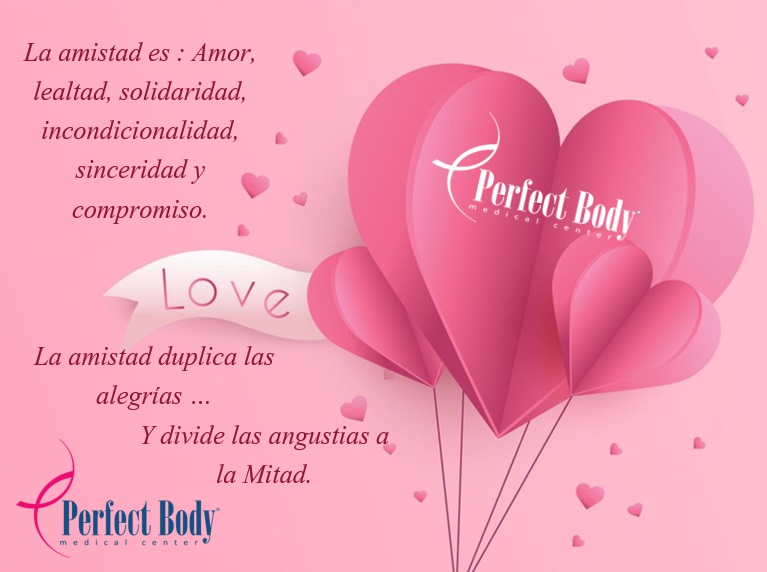 La amistad es : Amor,
lealtad, solidaridad,
incondicionalidad,
sinceridad y
compromiso.
Perfect Body
medical center
Love
La amistad duplica las
alegrías ...
Y divide las angustias a
la Mitad.
Perfect Body
medical center